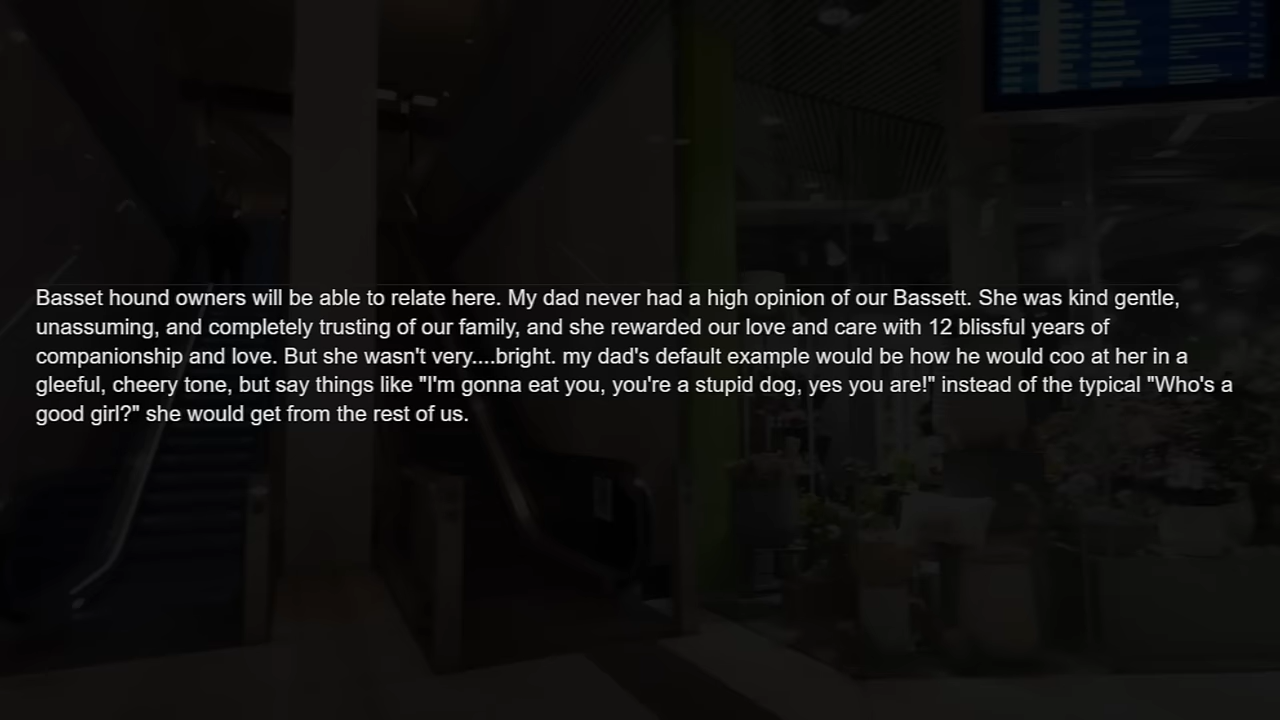 Basset hound owners will be able to relate here. My dad never had a high opinion of our Bassett. She was kind gentle,
unassuming, and completely trusting of our family, and she rewarded our love and care with 12 blissful years of
companionship and love. But she wasn't very....bright. my dad's default example would be how he would coo at her in a
gleeful, cheery tone, but say things like "I'm gonna eat you, you're a stupid dog, yes you are!" instead of the typical "Who's a
good girl?" she would get from the rest of us.